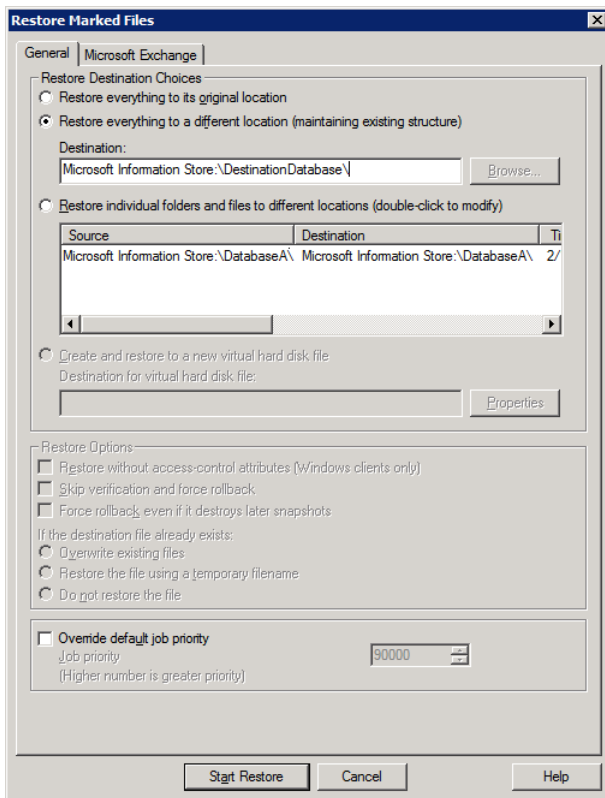 Restore Marked Files
General
Microsoft Exchange
Restore Destination Choices
Restore everything to its original location
Restore everything to a different location (maintaining existing structure)
Destination:
Microsoft Information Store:\DestinationDatabase\
Browse...
Restore individual folders and files to different locations (double-click to modify)
Source Destination Ti
Microsoft Information Store:\DatabaseA\ Microsoft Information Store:\DatabaseA\ 2/
Create and restore to a new virtual hard disk file
Destination for virtual hard disk file:
Properties
Restore Options
Restore without access-control attributes (Windows clients only)
Skip verification and force rollback
Force rollback even if it destroys later snapshots
If the destination file already exists:
Overwrite existing files
Restore the file using a temporary filename
Do not restore the file
Override default job priority
Job priority 90000
(Higher number is greater priority)
Start Restore Cancel Help